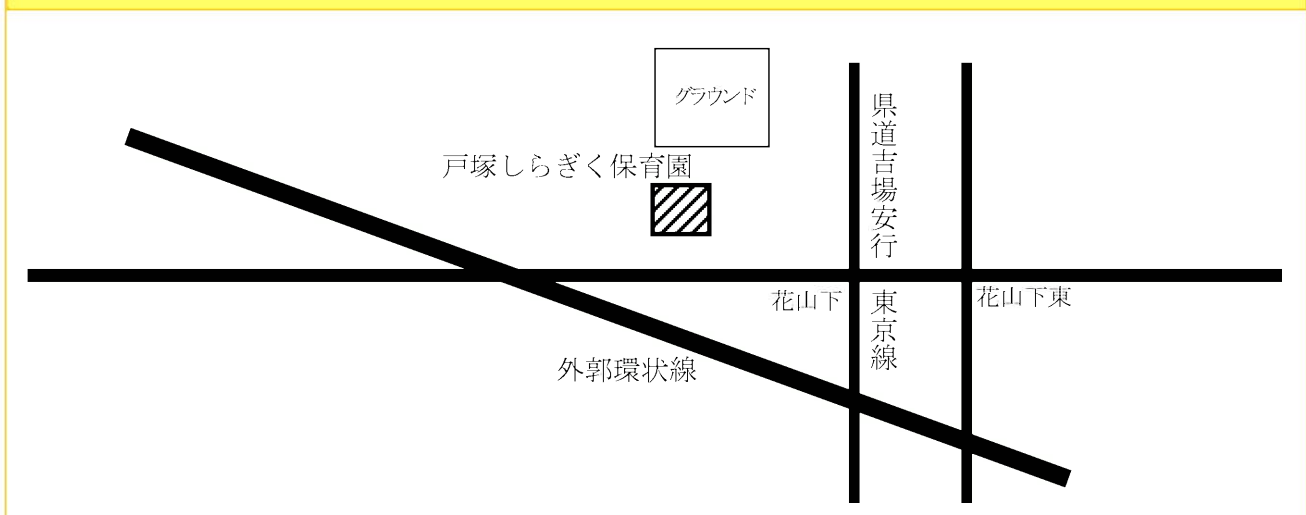 グラウンド
戸塚しらぎく保育園
県道吉場安行
東京線
花山下
花山下東
外郭環状線